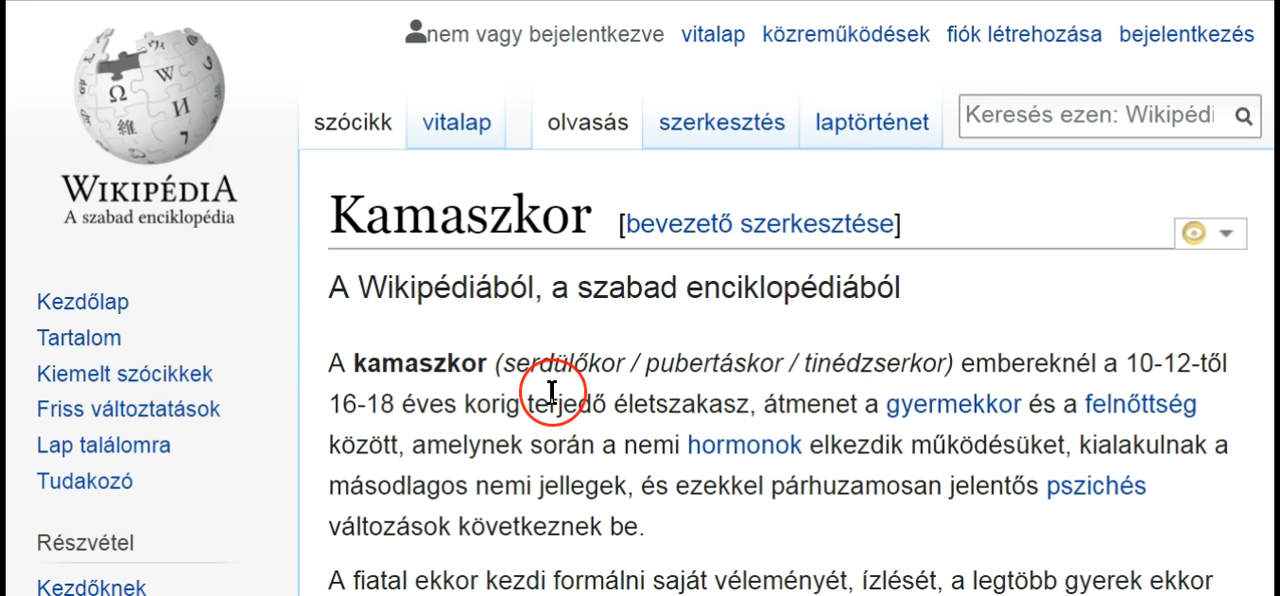 nem vagy bejelentkezve vitalap közreműködések fiók létrehozása bejelentkezés
szócikk vitalap olvasás szerkesztés laptörténet Keresés ezen: Wikipédi
WIKIPÉDIA
A szabad enciklopédia
Kamaszkor [bevezető szerkesztése]
A Wikipédiából, a szabad enciklopédiából
Kezdőlap
Tartalom
Kiemelt szócikkek
Friss változtatások
Lap találomra
Tudakozó
Részvétel
Kezdőknek
A kamaszkor (serdülőkor / pubertáskor / tinédzserkor) embereknél a 10-12-től
16-18 éves korig terjedő életszakasz, átmenet a gyermekkor és a felnőttség
között, amelynek során a nemi hormonok elkezdik működésüket, kialakulnak a
másodlagos nemi jellegek, és ezekkel párhuzamosan jelentős pszichés
változások következnek be.
A fiatal ekkor kezdi formálni saját véleményét, ízlését, a legtöbb gyerek ekkor